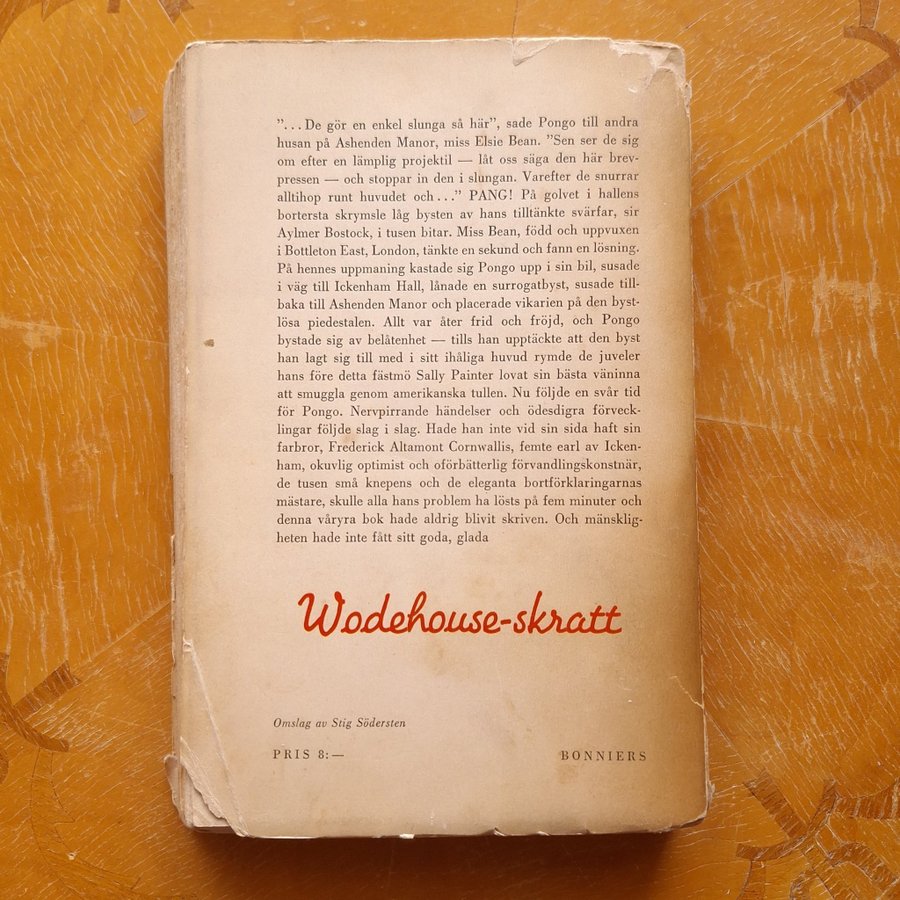 "...De gör en enkel slunga så här", sade Pongo till andra
husan på Ashenden Manor, miss Elsie Bean. "Sen ser de sig
om efter en lämplig projektil — låt oss säga den här brev-
pressen — och stoppar in den i slungan. Varefter de snurrar
alltihop runt huvudet och..." PANG! På golvet i hallens
bortersta skrymsle låg bysten av hans tilltänkte svärfar, sir
Aylmer Bostock, i tusen bitar. Miss Bean, född och uppvuxen
i Bottleton East, London, tänkte en sekund och fann en lösning.
På hennes uppmaning kastade sig Pongo upp i sin bil, susade
i väg till Ickenham Hall, lånade en surrogatbyst, susade till-
baka till Ashenden Manor och placerade vikarien på den byst-
lösa piedestalen. Allt var åter frid och fröjd, och Pongo
bystade sig av belåtenhet — tills han upptäckte att den byst
han lagt sig till med i sitt ihåliga huvud rymde de juveler
hans före detta fästmö Sally Painter lovat sin bästa väninna
att smuggla genom amerikanska tullen. Nu följde en svår tid
för Pongo. Nervpirrande händelser och ödesdigra förveck-
lingar följde slag i slag. Hade han inte vid sin sida haft sin
farbror, Frederick Altamont Cornwallis, femte earl av Icken-
ham, okuvlig optimist och oförbätterlig förvandlingskonstnär,
de tusen små knepens och de eleganta bortförklaringarnas
mästare, skulle alla hans problem ha lösts på fem minuter och
denna våryra bok hade aldrig blivit skriven. Och mänsklig-
heten hade inte fått sitt goda, glada
Wodehouse-skratt
Omslag av Stig Södersten
PRIS 8:—
BONNIERS